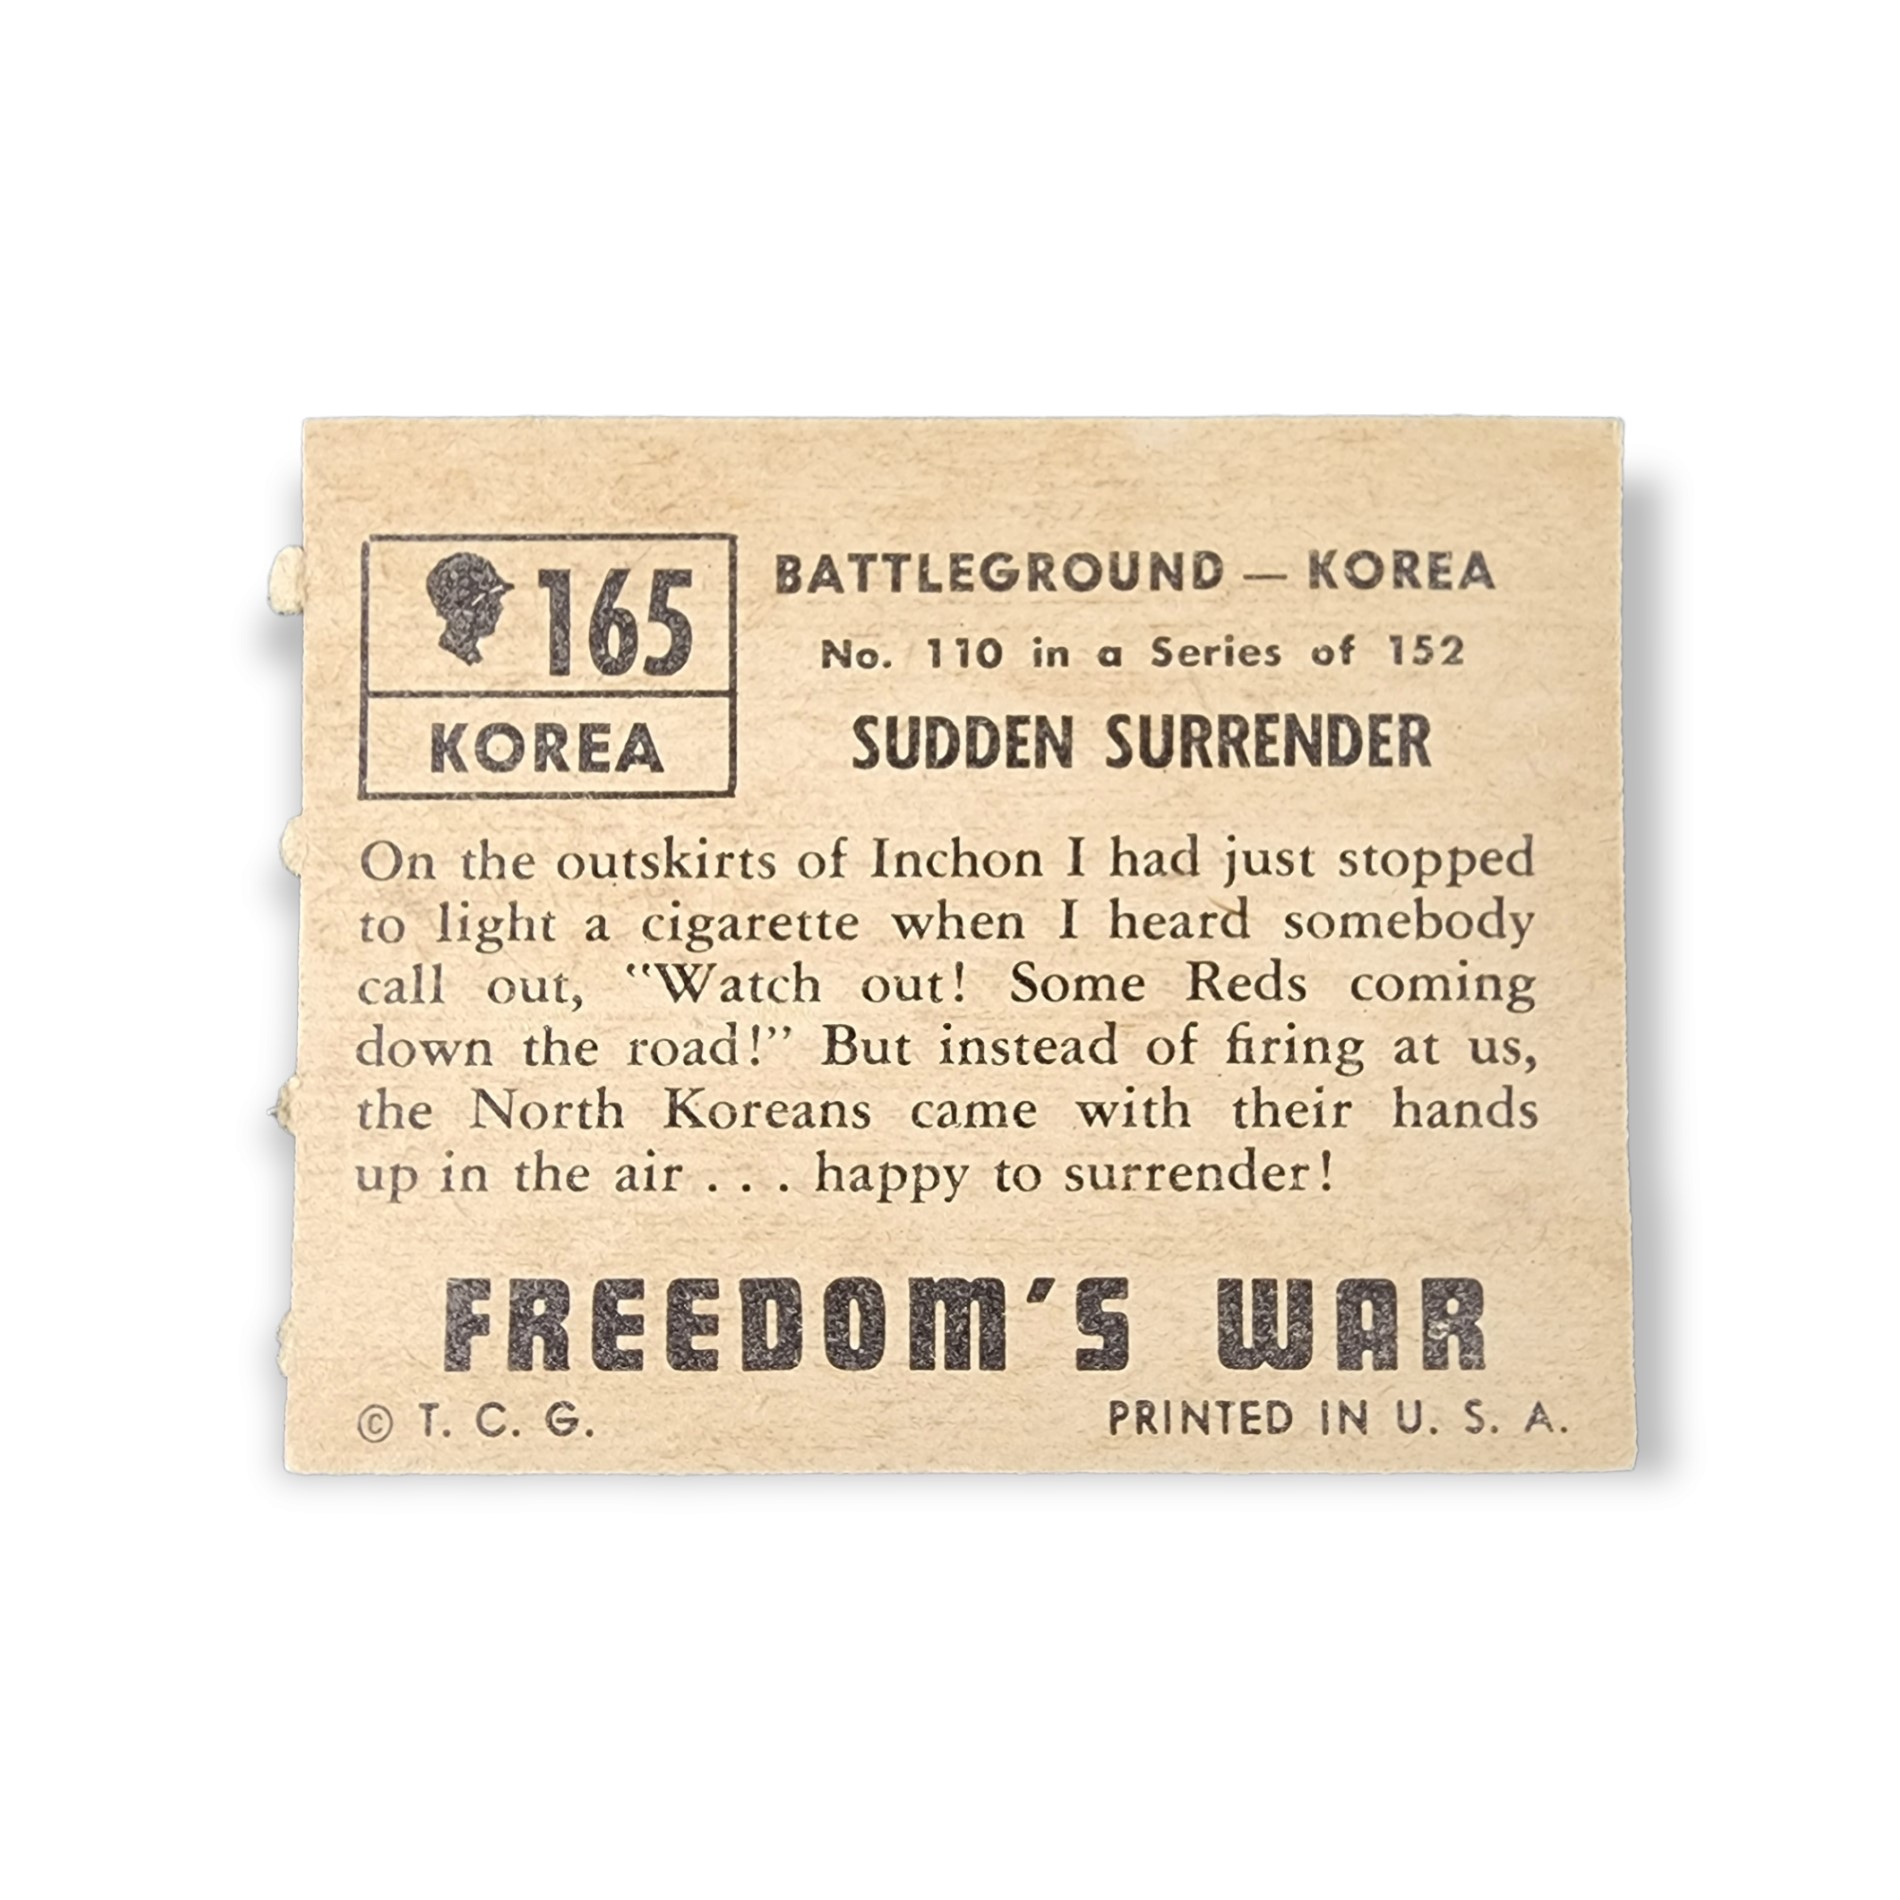 165
KOREA
BATTLEGROUND — KOREA
No. 110 in a Series of 152
SUDDEN SURRENDER
On the outskirts of Inchon I had just stopped
to light a cigarette when I heard somebody
call out, “Watch out! Some Reds coming
down the road!” But instead of firing at us,
the North Koreans came with their hands
up in the air . . . happy to surrender!
FREEDOM'S WAR
© T. C. G.
PRINTED IN U. S. A.